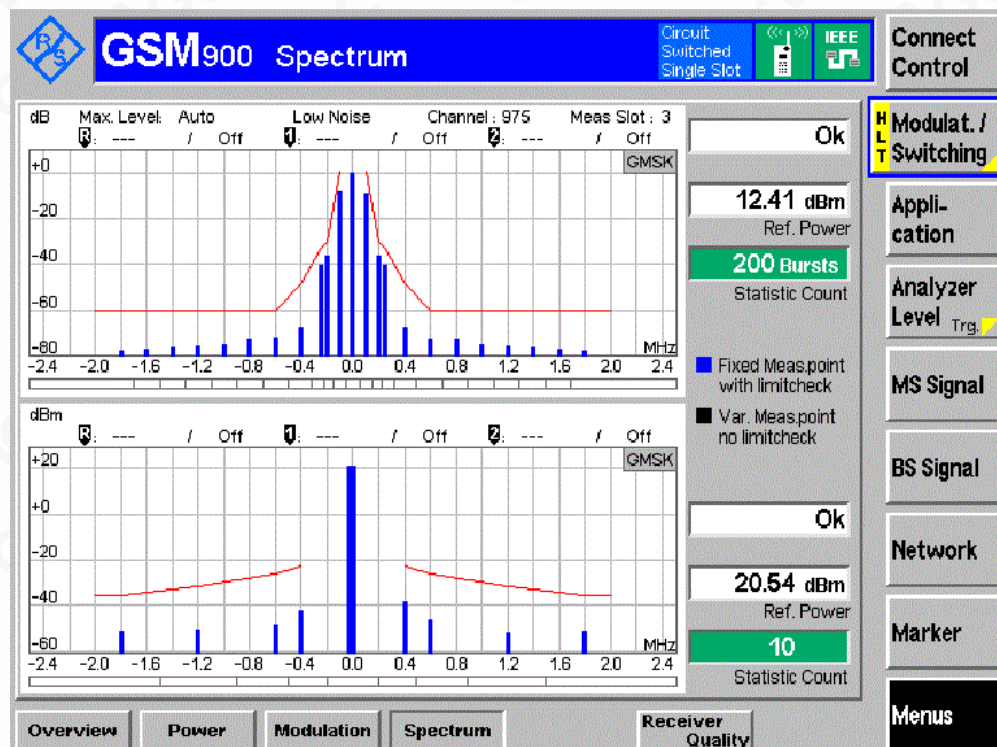 R/S
GSM900 Spectrum
Circuit
Switched
Single Slot
IEEE
Connect
Control
dB Max. Level: Auto Low Noise Channel : 975 Meas Slot : 3
R: --- / Off 1: --- / Off 2: --- / Off
GMSK
+0
-20
-40
-60
-80
MHz
-2.4 -2.0 -1.6 -1.2 -0.8 -0.4 0.0 0.4 0.8 1.2 1.6 2.0 2.4
Ok
12.41 dBm
Ref. Power
200 Bursts
Statistic Count
Fixed Meas.point
with limitcheck
Var. Meas.point
no limitcheck
dBm
R: --- / Off 1: --- / Off 2: --- / Off
GMSK
+20
+0
-20
-40
-60
MHz
-2.4 -2.0 -1.6 -1.2 -0.8 -0.4 0.0 0.4 0.8 1.2 1.6 2.0 2.4
Ok
20.54 dBm
Ref. Power
10
Statistic Count
HLT
Modulat. /
Switching
Appli-
cation
Analyzer
Level Trg.
MS Signal
BS Signal
Network
Marker
Menus
Overview Power Modulation Spectrum Receiver
Quality